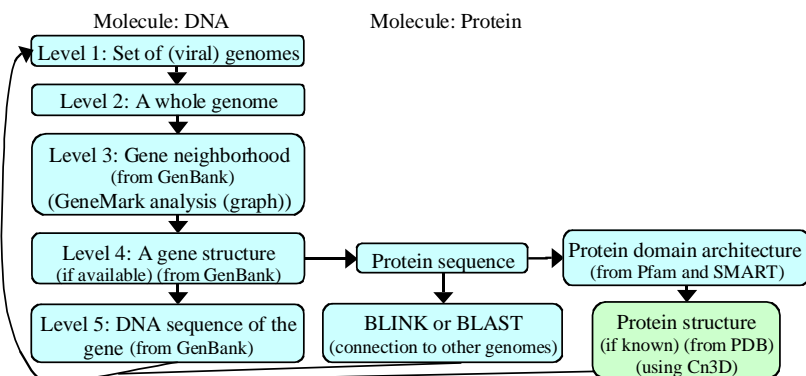 Molecule: DNA
Molecule: Protein
Level 1: Set of (viral) genomes
Level 2: A whole genome
Level 3: Gene neighborhood
(from GenBank)
(GeneMark analysis (graph))
Level 4: A gene structure
(if available) (from GenBank)
Protein sequence
Protein domain architecture
(from Pfam and SMART)
Level 5: DNA sequence of the
gene (from GenBank)
BLINK or BLAST
(connection to other genomes)
Protein structure
(if known) (from PDB)
(using Cn3D)